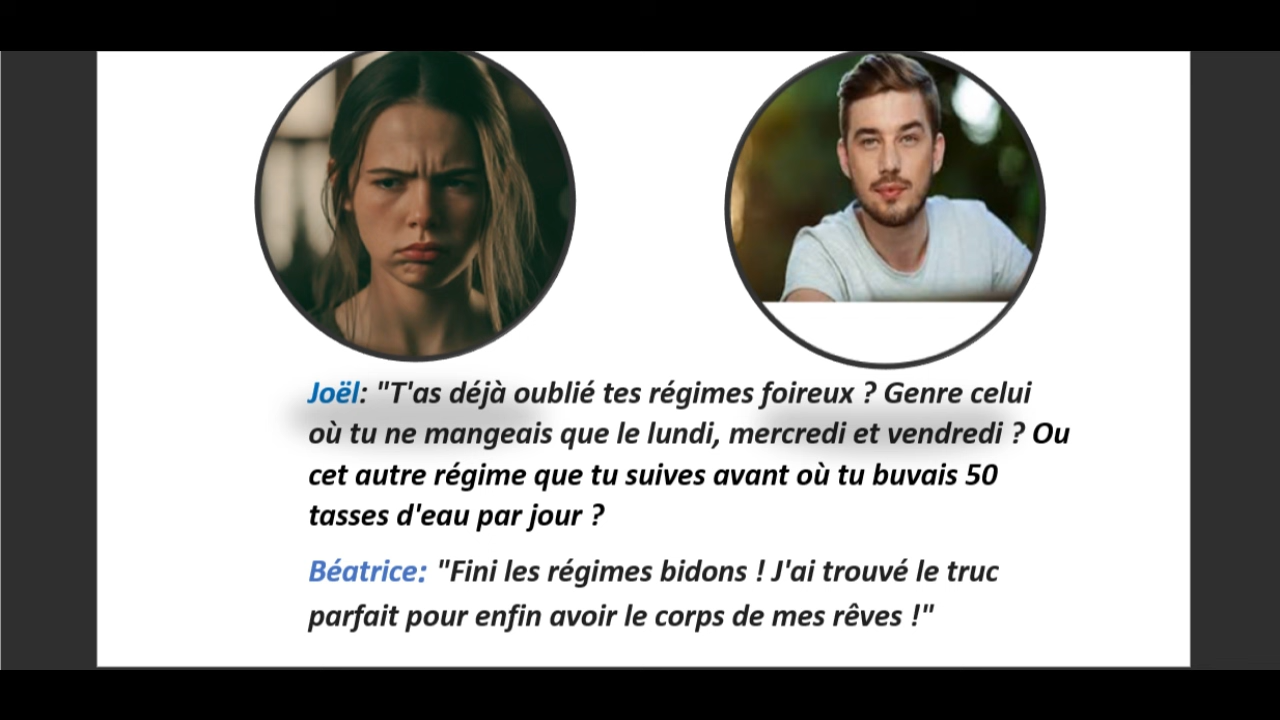 Joël: "T'as déjà oublié tes régimes foireux ? Genre celui
où tu ne mangeais que le lundi, mercredi et vendredi ? Ou
cet autre régime que tu suives avant où tu buvais 50
tasses d'eau par jour ?
Béatrice: "Fini les régimes bidons ! J'ai trouvé le truc
parfait pour enfin avoir le corps de mes rêves !"